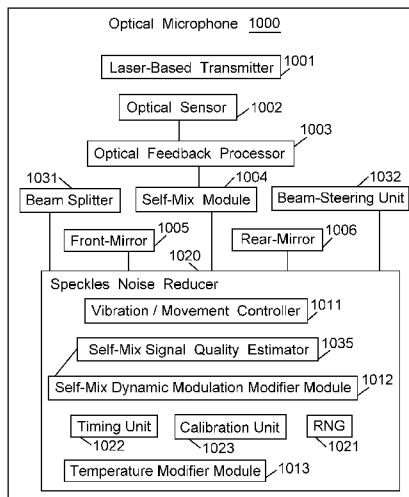 Optical Microphone 1000
Laser-Based Transmitter 1001
Optical Sensor 1002
1003
Optical Feedback Processor
1031 1004 1032
Beam Splitter Self-Mix Module Beam-Steering Unit
Front-Mirror 1005 Rear-Mirror 1006
1020
Speckles Noise Reducer
Vibration / Movement Controller 1011
Self-Mix Signal Quality Estimator 1035
Self-Mix Dynamic Modulation Modifier Module 1012
Timing Unit Calibration Unit RNG
1022 1023 1021
Temperature Modifier Module 1013